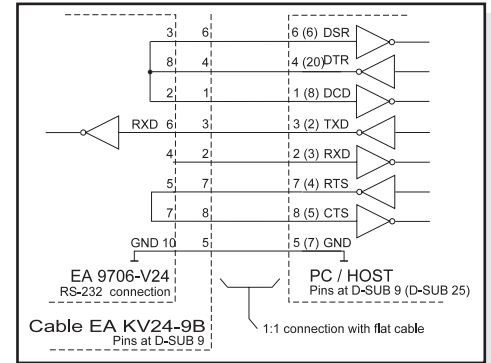 3 6 6 (6) DSR
8 4 4 (20) DTR
2 1 1 (8) DCD
RXD 6 3 3 (2) TXD
4 2 2 (3) RXD
5 7 7 (4) RTS
7 8 8 (5) CTS
GND 10 5 5 (7) GND
EA 9706-V24
RS-232 connection
PC / HOST
Pins at D-SUB 9 (D-SUB 25)
Cable EA KV24-9B
Pins at D-SUB 9
1:1 connection with flat cable